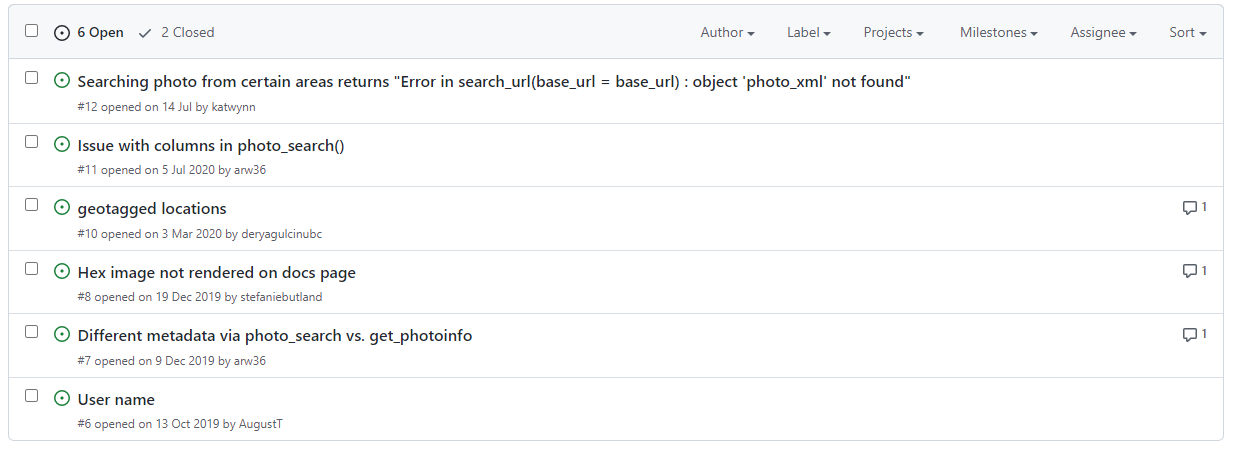 6 Open 2 Closed Author Label Projects Milestones Assignee Sort
Searching photo from certain areas returns "Error in search_url(base_url = base_url) : object 'photo_xml' not found"
#12 opened on 14 Jul by katwynn
Issue with columns in photo_search()
#11 opened on 5 Jul 2020 by arw36
geotagged locations 1
#10 opened on 3 Mar 2020 by deryagulcinubc
Hex image not rendered on docs page 1
#8 opened on 19 Dec 2019 by stefaniebutland
Different metadata via photo_search vs. get_photoinfo 1
#7 opened on 9 Dec 2019 by arw36
User name
#6 opened on 13 Oct 2019 by AugustT